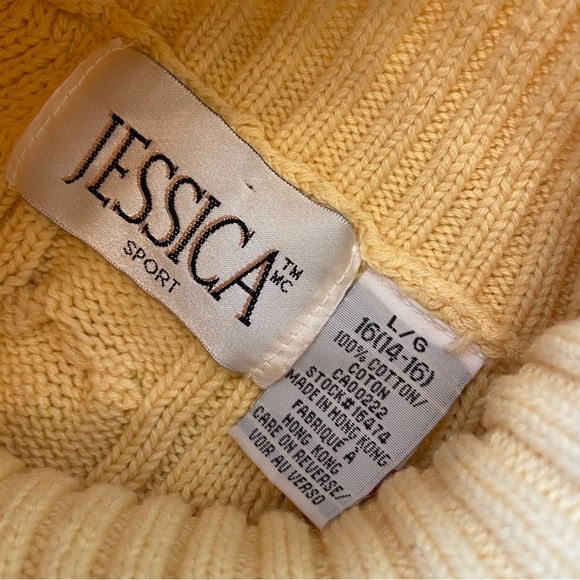 JESSICA
TM
MC
SPORT
L/G
16(14-16)
100% COTTON/
COTON
CA00222
STOCK#16474
MADE IN HONG KONG
FABRIQUÉ À
HONG KONG
CARE ON REVERSE/
VOIR AU VERSO